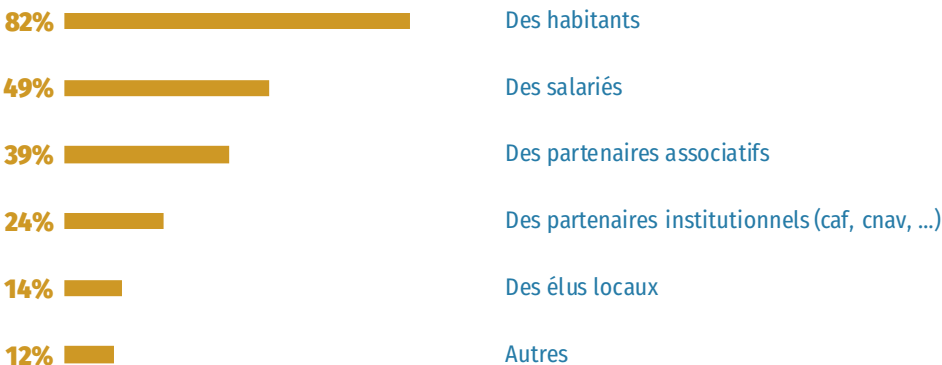 82% Des habitants
49% Des salariés
39% Des partenaires associatifs
24% Des partenaires institutionnels (caf, cnav, ...)
14% Des élus locaux
12% Autres